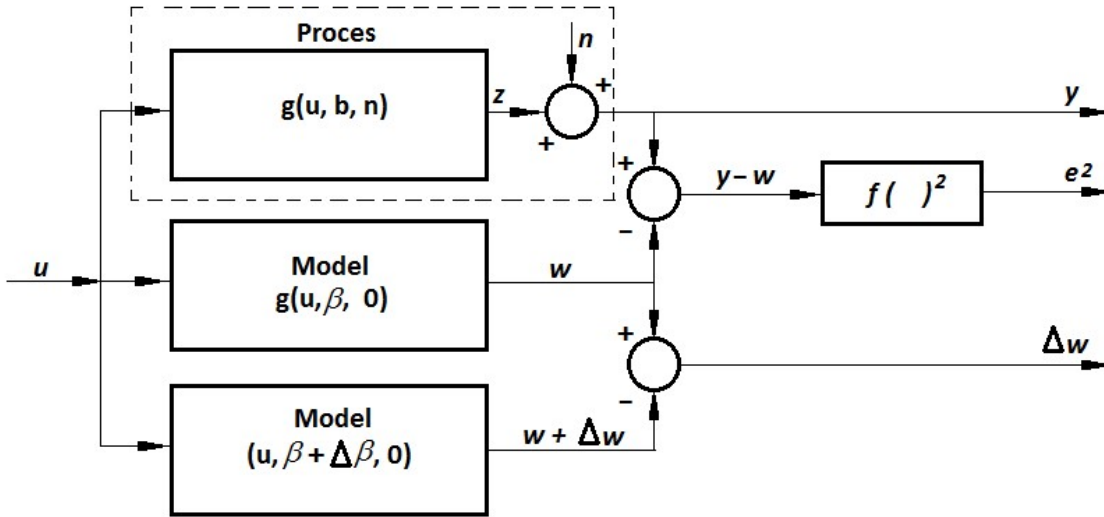 Proces
n
g(u, b, n)
z
+
+
y
+
y – w
f ( )²
e²
–
u
Model
g(u, β, 0)
w
+
Δw
–
Model
(u, β + Δβ, 0)
w + Δw